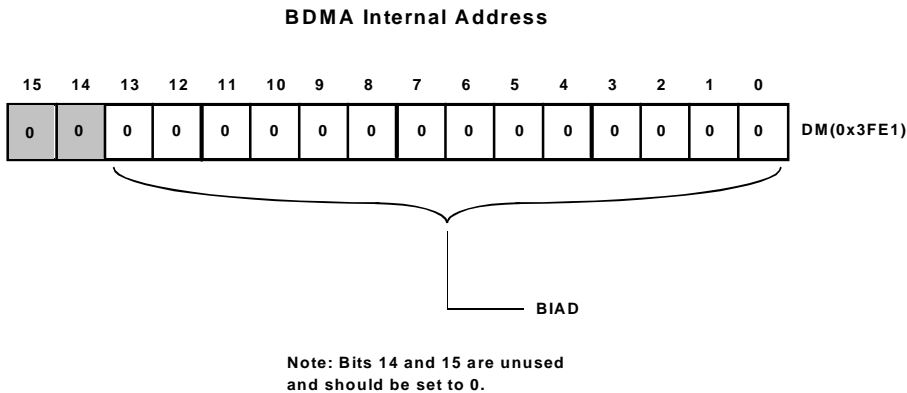 BDMA Internal Address
15 14 13 12 11 10 9 8 7 6 5 4 3 2 1 0
0 0 0 0 0 0 0 0 0 0 0 0 0 0 0 0 DM(0x3FE1)
BIAD
Note: Bits 14 and 15 are unused
and should be set to 0.